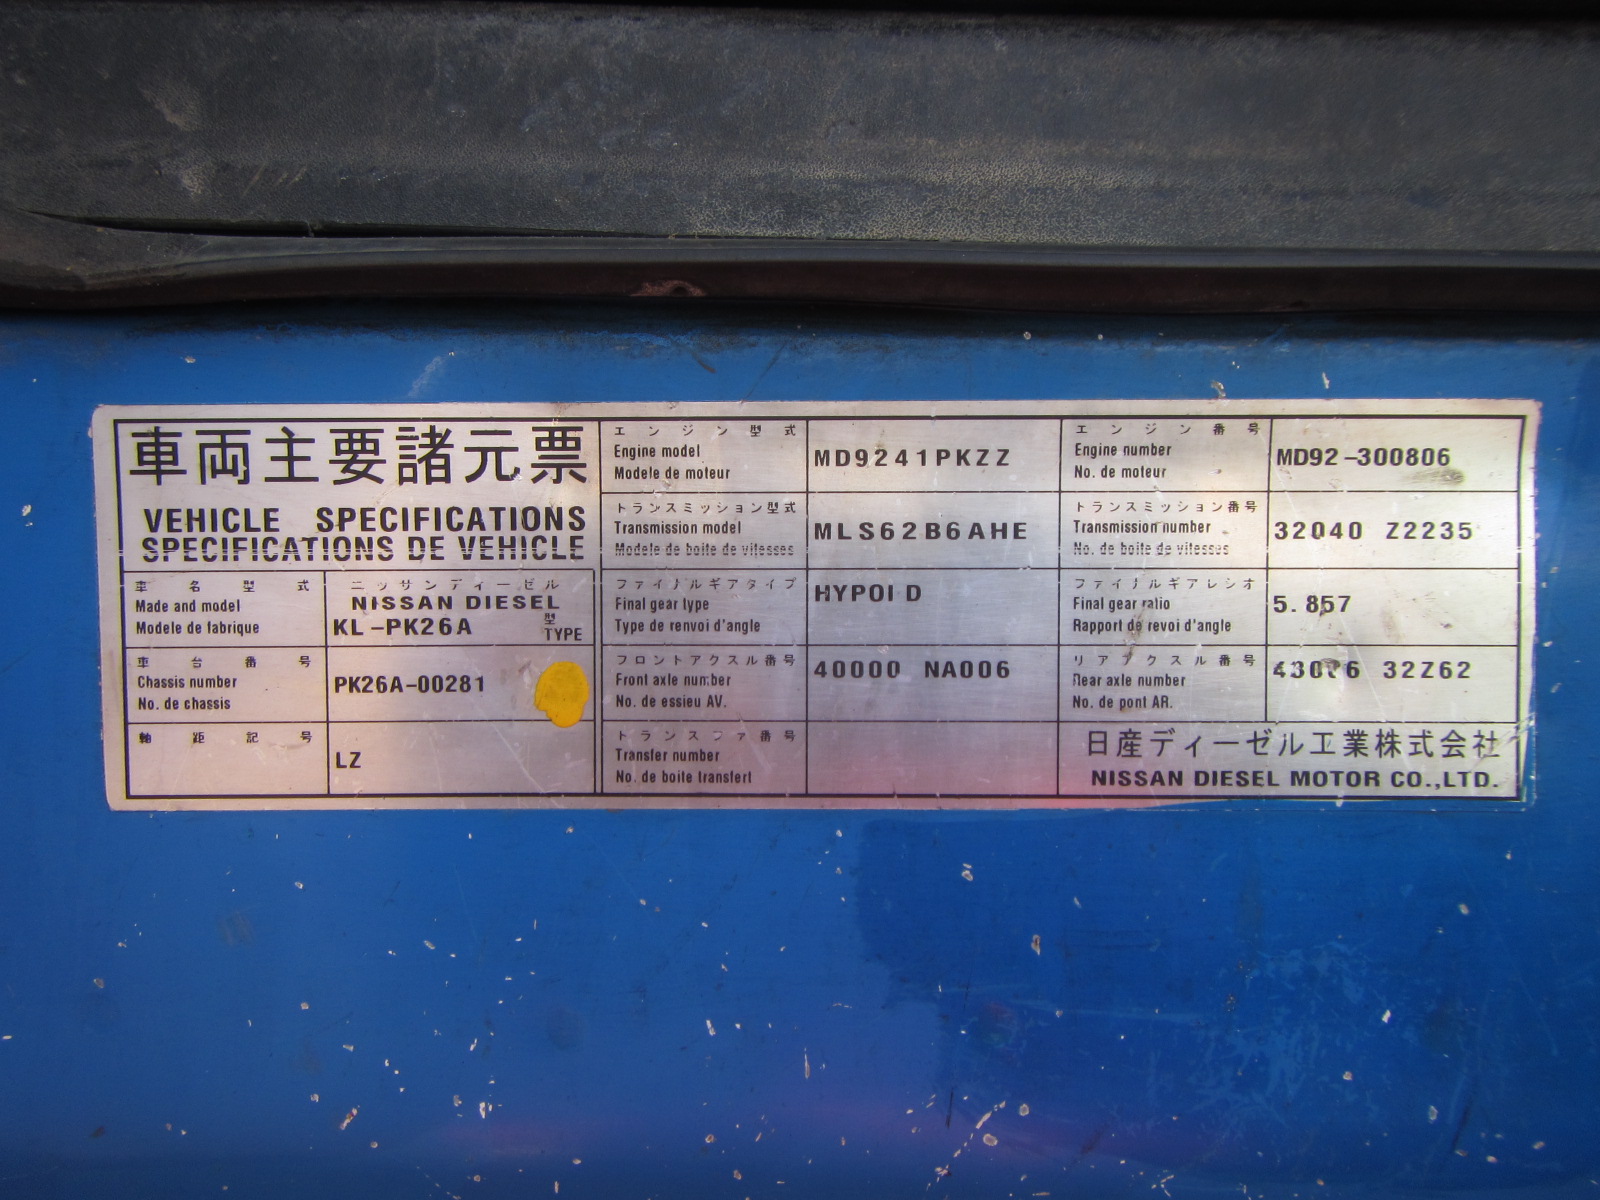 車両主要諸元票
VEHICLE SPECIFICATIONS
SPECIFICATIONS DE VEHICLE
車名型式
Made and model
Modele de fabrique
ニッサンディーゼル
NISSAN DIESEL
KL-PK26A 型
TYPE
車台番号
Chassis number
No. de chassis
PK26A-00281
軸距記号
LZ
エンジン型式
Engine model
Modele de moteur
MD9241PKZZ
エンジン番号
Engine number
No. de moteur
MD92-300806
トランスミッション型式
Transmission model
Modele de boite de vitesses
MLS62B6AHE
トランスミッション番号
Transmission number
No. de boite de vitesses
32040 Z2235
ファイナルギアタイプ
Final gear type
Type de renvoi d'angle
HYPOID
ファイナルギアレシオ
Final gear ratio
Rapport de revoi d'angle
5.857
フロントアクスル番号
Front axle number
No. de essieu AV.
40000 NA006
リアアクスル番号
Rear axle number
No. de pont AR.
32Z62
トランスファ番号
Transfer number
No. de boite transfert
日産ディーゼル工業株式会社
NISSAN DIESEL MOTOR CO.,LTD.